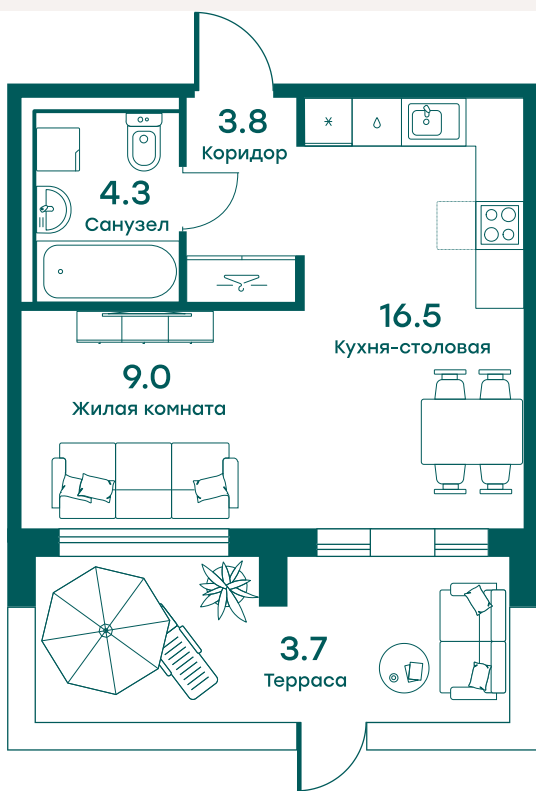 3.8
Коридор
4.3
Санузел
16.5
Кухня-столовая
9.0
Жилая комната
3.7
Терраса